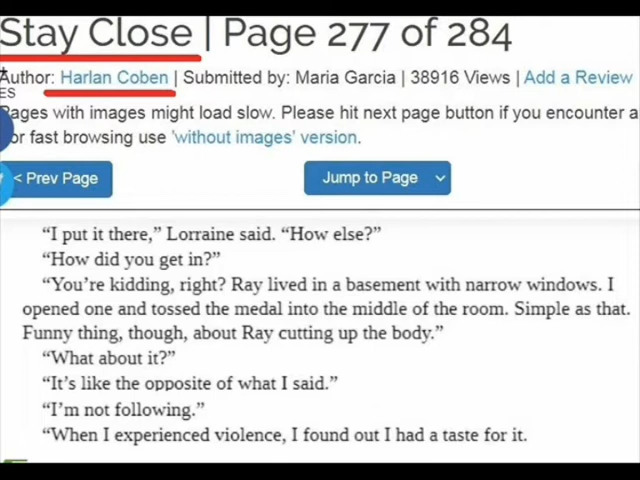 Stay Close | Page 277 of 284
Author: Harlan Coben | Submitted by: Maria Garcia | 38916 Views | Add a Review
ES
Pages with images might load slow. Please hit next page button if you encounter a
or fast browsing use 'without images' version.
< Prev Page
Jump to Page
“I put it there,” Lorraine said. “How else?”
“How did you get in?”
“You’re kidding, right? Ray lived in a basement with narrow windows. I
opened one and tossed the medal into the middle of the room. Simple as that.
Funny thing, though, about Ray cutting up the body.”
“What about it?”
“It’s like the opposite of what I said.”
“I’m not following.”
“When I experienced violence, I found out I had a taste for it.